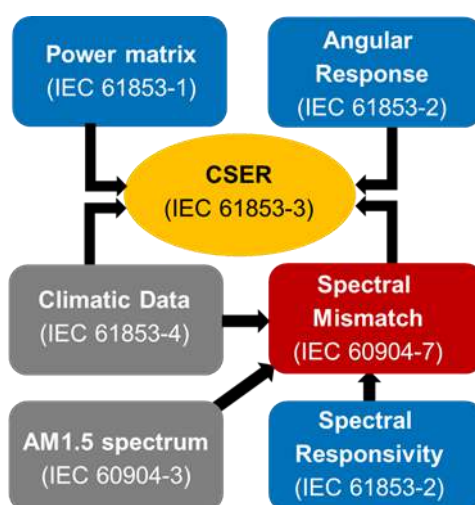 Power matrix
(IEC 61853-1)
Angular
Response
(IEC 61853-2)
CSER
(IEC 61853-3)
Climatic Data
(IEC 61853-4)
Spectral
Mismatch
(IEC 60904-7)
AM1.5 spectrum
(IEC 60904-3)
Spectral
Responsivity
(IEC 61853-2)